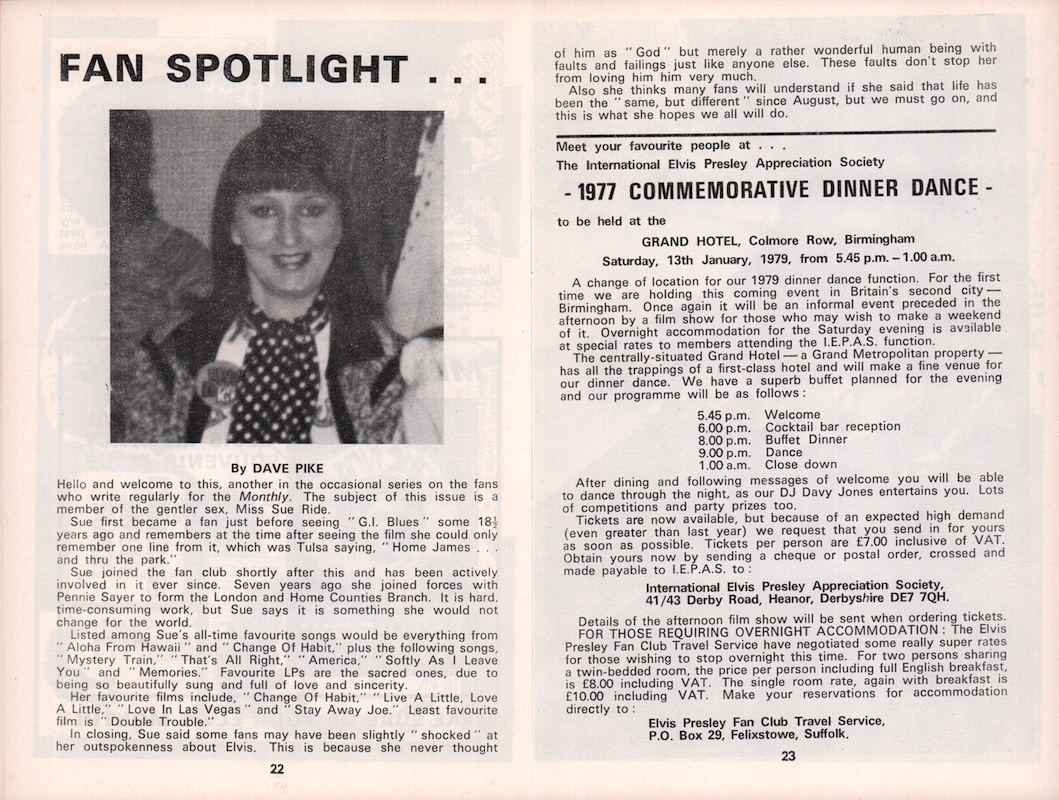 FAN SPOTLIGHT . . .
By DAVE PIKE
Hello and welcome to this, another in the occasional series on the fans
who write regularly for the Monthly. The subject of this issue is a
member of the gentler sex, Miss Sue Ride.
Sue first became a fan just before seeing "G.I. Blues" some 18½
years ago and remembers at the time after seeing the film she could only
remember one line from it, which was Tulsa saying, "Home James . . .
and thru the park."
Sue joined the fan club shortly after this and has been actively
involved in it ever since. Seven years ago she joined forces with
Pennie Sayer to form the London and Home Counties Branch. It is hard,
time-consuming work, but Sue says it is something she would not
change for the world.
Listed among Sue's all-time favourite songs would be everything from
"Aloha From Hawaii" and "Change Of Habit," plus the following songs,
"Mystery Train," "That's All Right," "America," "Softly As I Leave
You" and "Memories." Favourite LPs are the sacred ones, due to
being so beautifully sung and full of love and sincerity.
Her favourite films include, "Change Of Habit," "Live A Little, Love
A Little," "Love In Las Vegas" and "Stay Away Joe." Least favourite
film is "Double Trouble."
In closing, Sue said some fans may have been slightly "shocked" at
her outspokenness about Elvis. This is because she never thought
22
of him as "God" but merely a rather wonderful human being with
faults and failings just like anyone else. These faults don't stop her
from loving him him very much.
Also she thinks many fans will understand if she said that life has
been the "same, but different" since August, but we must go on, and
this is what she hopes we all will do.
Meet your favourite people at . . .
The International Elvis Presley Appreciation Society
- 1977 COMMEMORATIVE DINNER DANCE -
to be held at the
GRAND HOTEL, Colmore Row, Birmingham
Saturday, 13th January, 1979, from 5.45 p.m. – 1.00 a.m.
A change of location for our 1979 dinner dance function. For the first
time we are holding this coming event in Britain's second city —
Birmingham. Once again it will be an informal event preceded in the
afternoon by a film show for those who may wish to make a weekend
of it. Overnight accommodation for the Saturday evening is available
at special rates to members attending the I.E.P.A.S. function.
The centrally-situated Grand Hotel — a Grand Metropolitan property —
has all the trappings of a first-class hotel and will make a fine venue for
our dinner dance. We have a superb buffet planned for the evening
and our programme will be as follows :
5.45 p.m. Welcome
6.00 p.m. Cocktail bar reception
8.00 p.m. Buffet Dinner
9.00 p.m. Dance
1.00 a.m. Close down
After dining and following messages of welcome you will be able
to dance through the night, as our DJ Davy Jones entertains you. Lots
of competitions and party prizes too.
Tickets are now available, but because of an expected high demand
(even greater than last year) we request that you send in for yours
as soon as possible. Tickets per person are £7.00 inclusive of VAT.
Obtain yours now by sending a cheque or postal order, crossed and
made payable to I.E.P.A.S. to :
International Elvis Presley Appreciation Society,
41/43 Derby Road, Heanor, Derbyshire DE7 7QH.
Details of the afternoon film show will be sent when ordering tickets.
FOR THOSE REQUIRING OVERNIGHT ACCOMMODATION : The Elvis
Presley Fan Club Travel Service have negotiated some really super rates
for those wishing to stop overnight this time. For two persons sharing
a twin-bedded room, the price per person including full English breakfast,
is £8.00 including VAT. The single room rate, again with breakfast is
£10.00 including VAT. Make your reservations for accommodation
directly to :
Elvis Presley Fan Club Travel Service,
P.O. Box 29, Felixstowe, Suffolk.
23